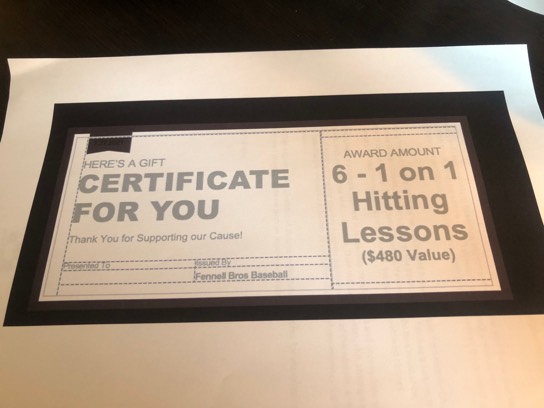 HERE'S A GIFT
CERTIFICATE
FOR YOU
Thank You for Supporting our Cause!
Presented To
Issued By
Fennell Bros Baseball
AWARD AMOUNT
6 - 1 on 1
Hitting
Lessons
($480 Value)